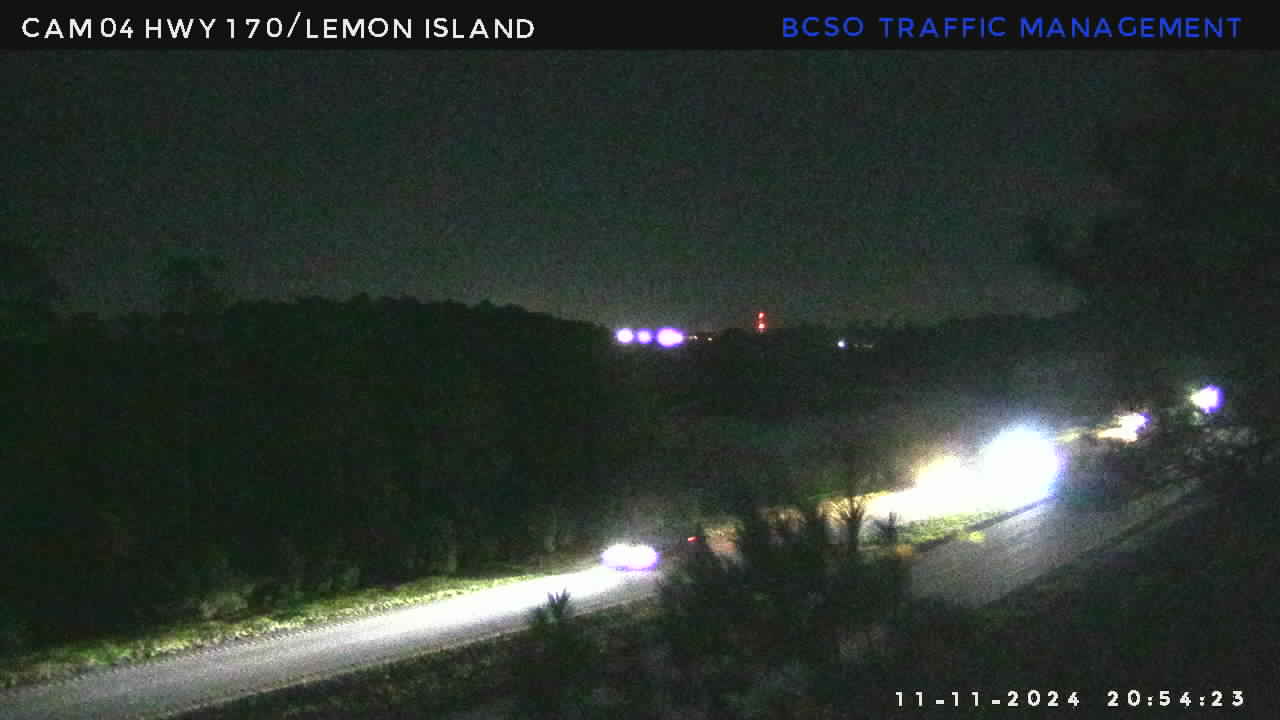 CAM04 HWY 170/LEMON ISLAND
BCSO TRAFFIC MANAGEMENT
11-11-2024 20:54:23